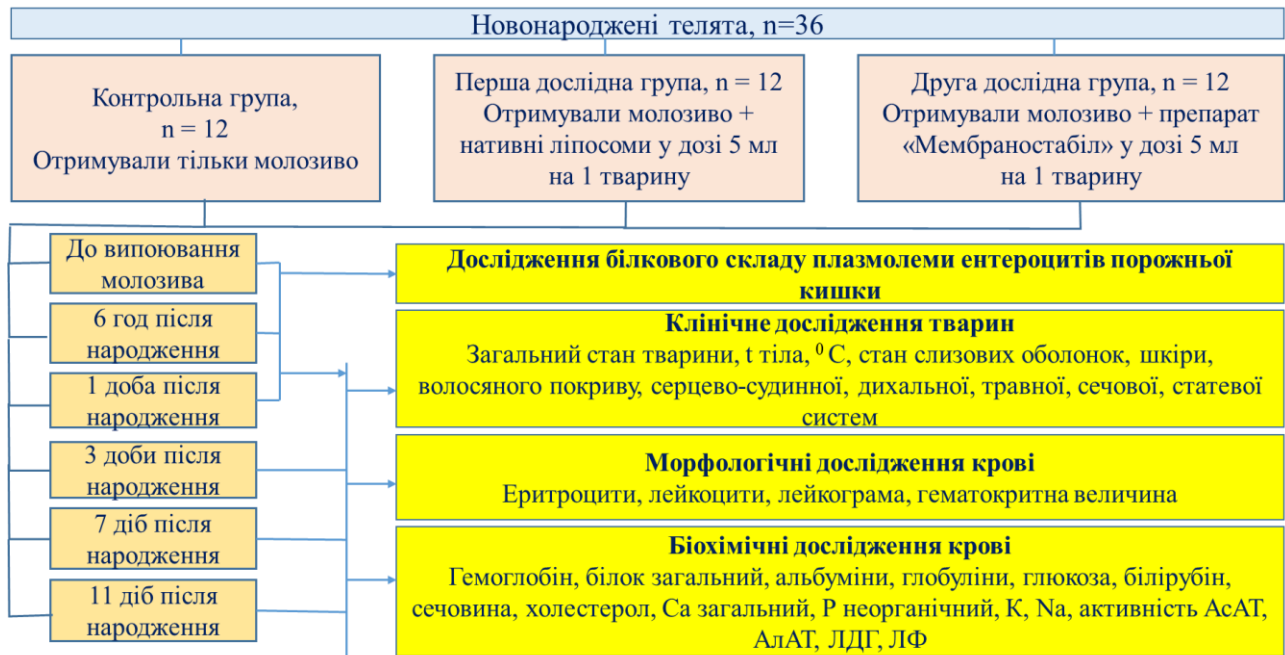 Новонароджені телята, n=36
Контрольна група,
n = 12
Отримували тільки молозиво
Перша дослідна група, n = 12
Отримували молозиво +
нативні ліпосоми у дозі 5 мл
на 1 тварину
Друга дослідна група, n = 12
Отримували молозиво + препарат
«Мембраностабіл» у дозі 5 мл
на 1 тварину
До випоювання
молозива
6 год після
народження
1 доба після
народження
3 доби після
народження
7 діб після
народження
11 діб після
народження
Дослідження білкового складу плазмолеми ентероцитів порожньої
кишки
Клінічне дослідження тварин
Загальний стан тварини, t тіла, ⁰ С, стан слизових оболонок, шкіри,
волосяного покриву, серцево-судинної, дихальної, травної, сечової, статевої
систем
Морфологічні дослідження крові
Еритроцити, лейкоцити, лейкограма, гематокритна величина
Біохімічні дослідження крові
Гемоглобін, білок загальний, альбуміни, глобуліни, глюкоза, білірубін,
сечовина, холестерол, Са загальний, Р неорганічний, К, Na, активність АсАТ,
АлАТ, ЛДГ, ЛФ